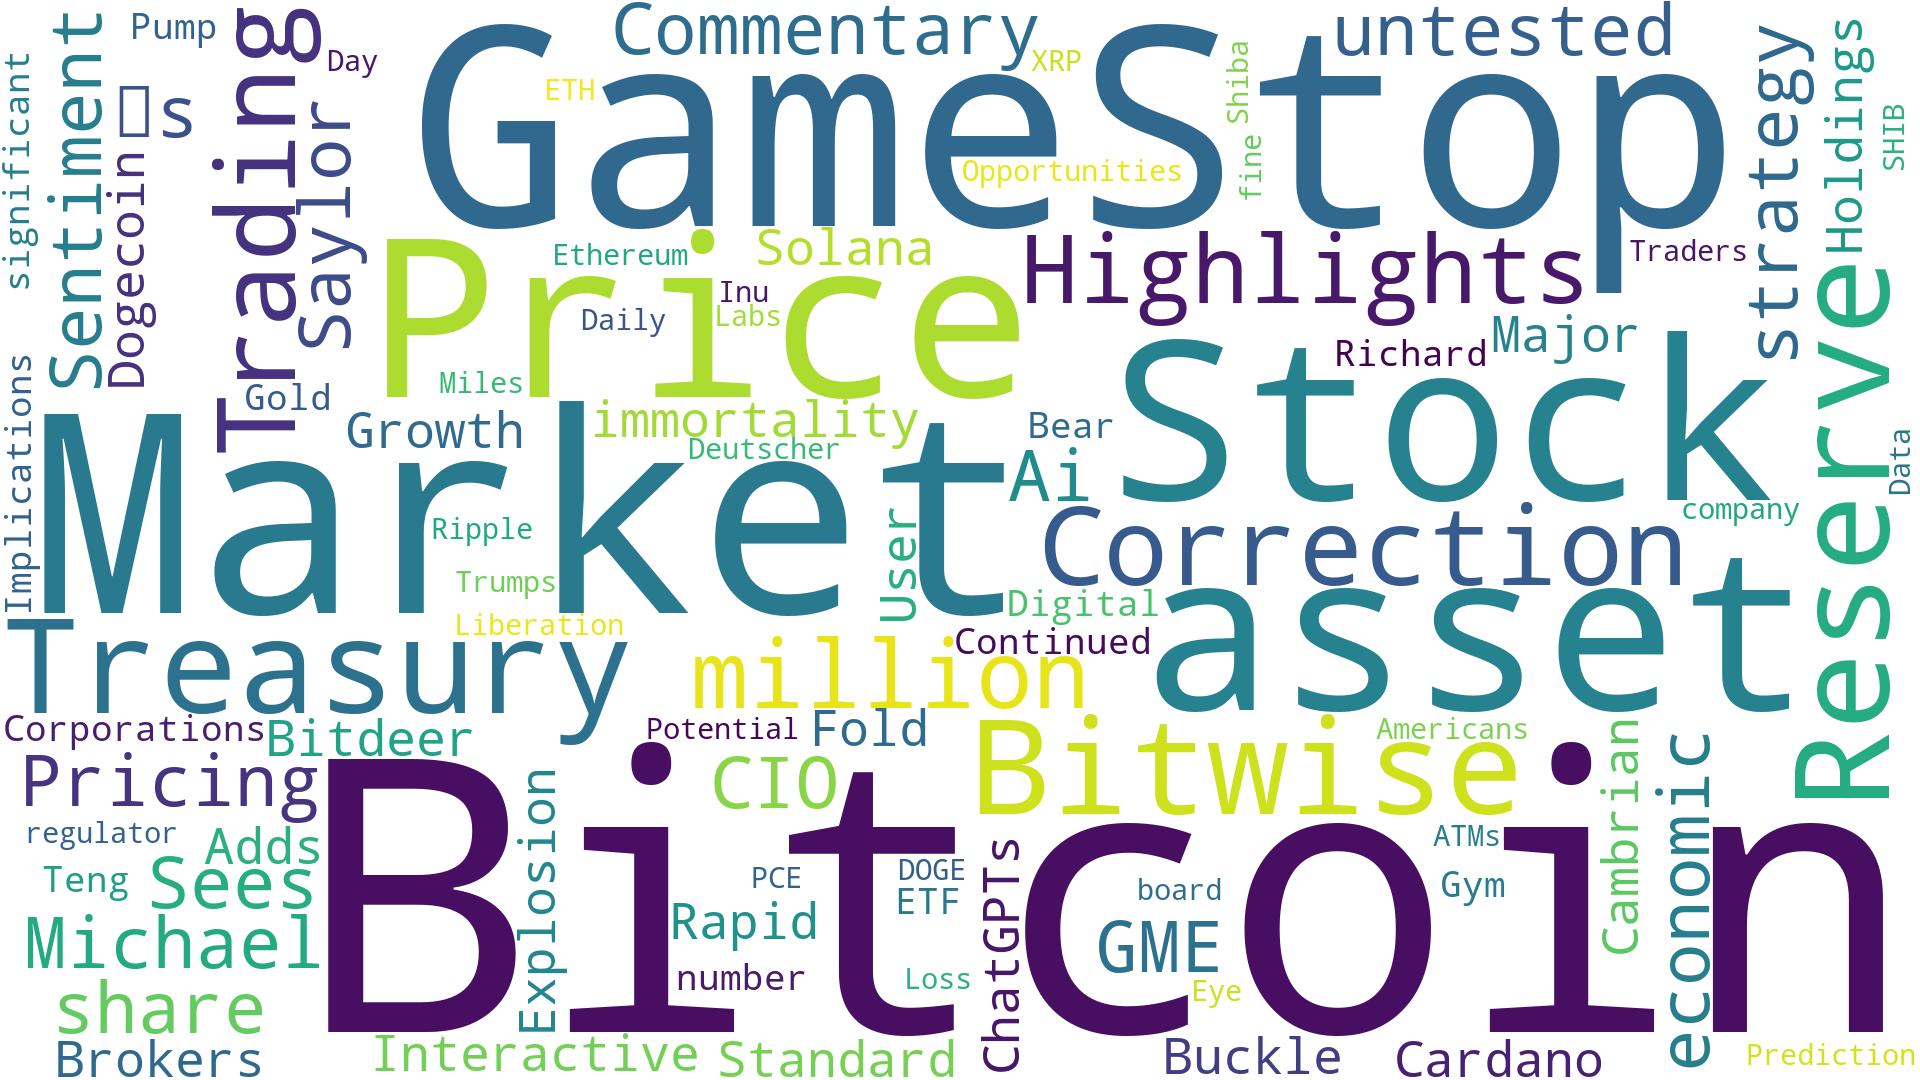 Pump
Commentary
untested
significant
Sentiment
Trading
Day
GameStop
XRP
ETH
Shiba
strategy
Holdings
s
Saylor
SHIB
Dogecoin
fine
Opportunities
Price
Ethereum
Solana
Highlights
Traders
Reserve
Inu
Labs
Daily
Stock
Major
Richard
Implications
Gold
Miles
Growth
immortality
Bear
Data
Market
Deutscher
Ai
Ripple
User
company
Correction
Trumps
Digital
asset
Liberation
Treasury
million
Continued
Corporations
Bitdeer
Potential
Fold
Bitwise
Americans
Cambrian
economic
Pricing
Bitcoin
Explosion
CIO
regulator
Adds
ChatGPTs
ATMs
Teng
Sees
PCE
DOGE
ETF
board
Gym
Michael
Rapid
GME
number
Loss
Eye
share
Brokers
Interactive
Standard
Buckle
Cardano
Prediction